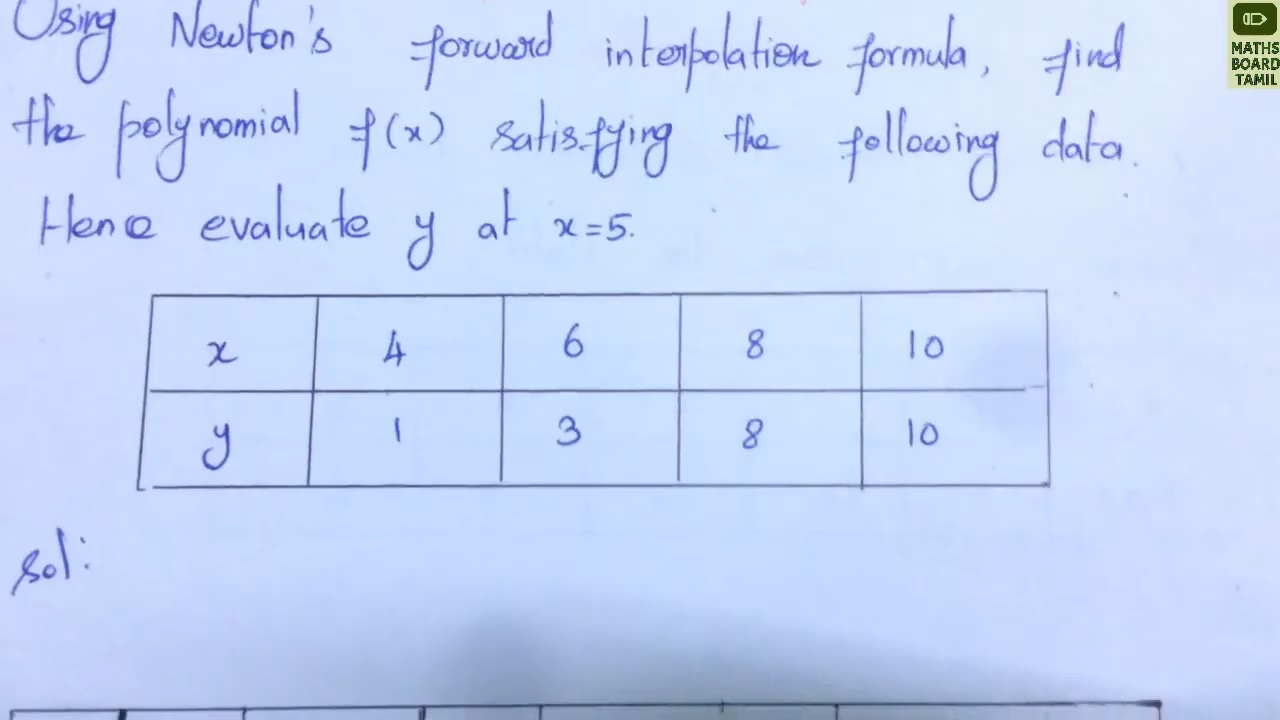 Using Newton's forward interpolation formula, find
the polynomial f(x) satisfying the following data.
Hence evaluate y at x=5.
x 4 6 8 10
y 1 3 8 10
sol:
MATHS
BOARD
TAMIL